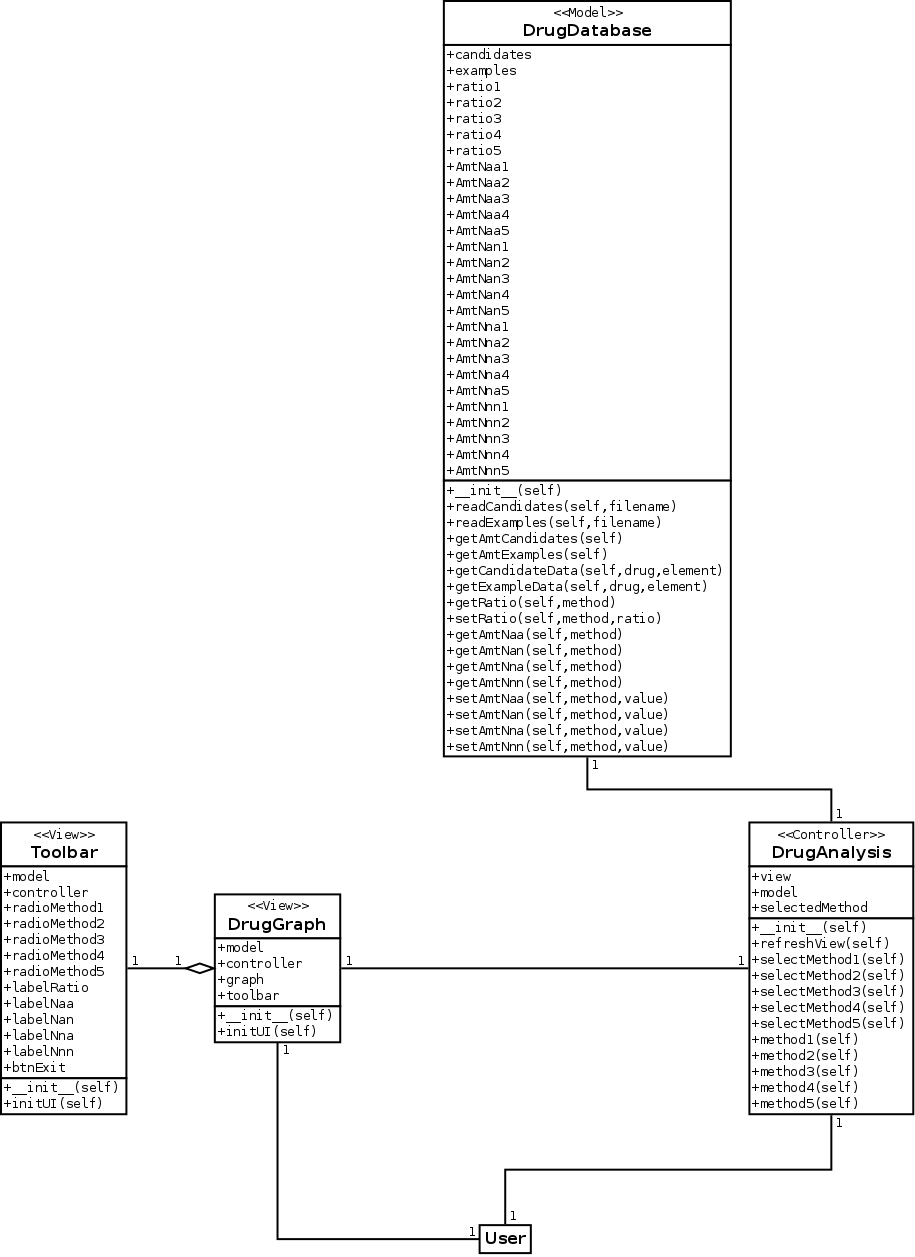 <<Model>>
DrugDatabase
+candidates
+examples
+ratio1
+ratio2
+ratio3
+ratio4
+ratio5
+AmtNaa1
+AmtNaa2
+AmtNaa3
+AmtNaa4
+AmtNaa5
+AmtNan1
+AmtNan2
+AmtNan3
+AmtNan4
+AmtNan5
+AmtNna1
+AmtNna2
+AmtNna3
+AmtNna4
+AmtNna5
+AmtNnn1
+AmtNnn2
+AmtNnn3
+AmtNnn4
+AmtNnn5
+__init__(self)
+readCandidates(self,filename)
+readExamples(self,filename)
+getAmtCandidates(self)
+getAmtExamples(self)
+getCandidateData(self,drug,element)
+getExampleData(self,drug,element)
+getRatio(self,method)
+setRatio(self,method,ratio)
+getAmtNaa(self,method)
+getAmtNan(self,method)
+getAmtNna(self,method)
+getAmtNnn(self,method)
+setAmtNaa(self,method,value)
+setAmtNan(self,method,value)
+setAmtNna(self,method,value)
+setAmtNnn(self,method,value)
1
1
<<View>>
Toolbar
+model
+controller
+radioMethod1
+radioMethod2
+radioMethod3
+radioMethod4
+radioMethod5
+labelRatio
+labelNaa
+labelNan
+labelNna
+labelNnn
+btnExit
+__init__(self)
+initUI(self)
1
1
<<View>>
DrugGraph
+model
+controller
+graph
+toolbar
+__init__(self)
+initUI(self)
1
1
1
<<Controller>>
DrugAnalysis
+view
+model
+selectedMethod
+__init__(self)
+refreshView(self)
+selectMethod1(self)
+selectMethod2(self)
+selectMethod3(self)
+selectMethod4(self)
+selectMethod5(self)
+method1(self)
+method2(self)
+method3(self)
+method4(self)
+method5(self)
1
1
1
User